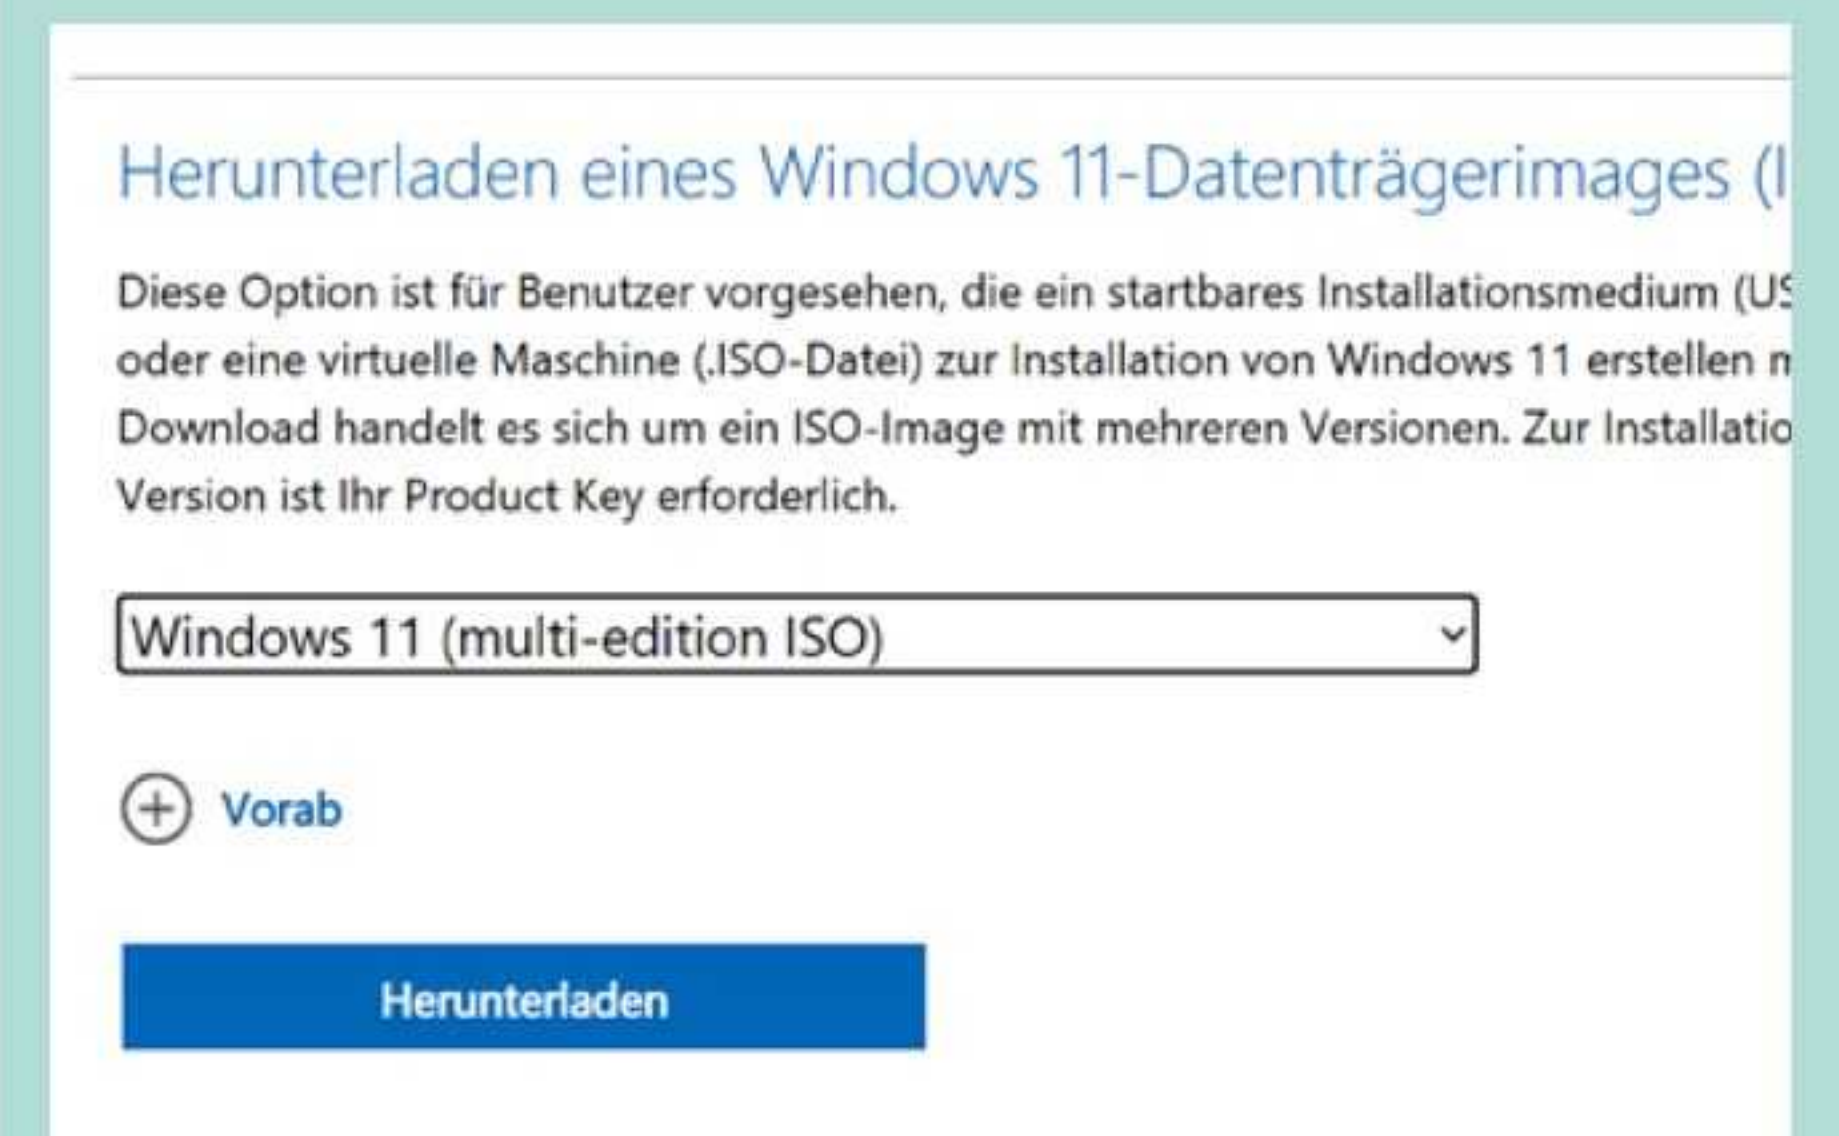 Herunterladen eines Windows 11-Datenträgerimages (I
Diese Option ist für Benutzer vorgesehen, die ein startbares Installationsmedium (US
oder eine virtuelle Maschine (.ISO-Datei) zur Installation von Windows 11 erstellen m
Download handelt es sich um ein ISO-Image mit mehreren Versionen. Zur Installatio
Version ist Ihr Product Key erforderlich.
Windows 11 (multi-edition ISO)
Vorab
Herunterladen